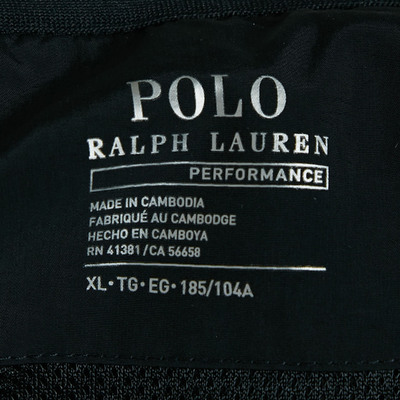 POLO
RALPH LAUREN
PERFORMANCE
MADE IN CAMBODIA
FABRIQUÉ AU CAMBODGE
HECHO EN CAMBOYA
RN 41381/CA 56658
XL•TG•EG•185/104A